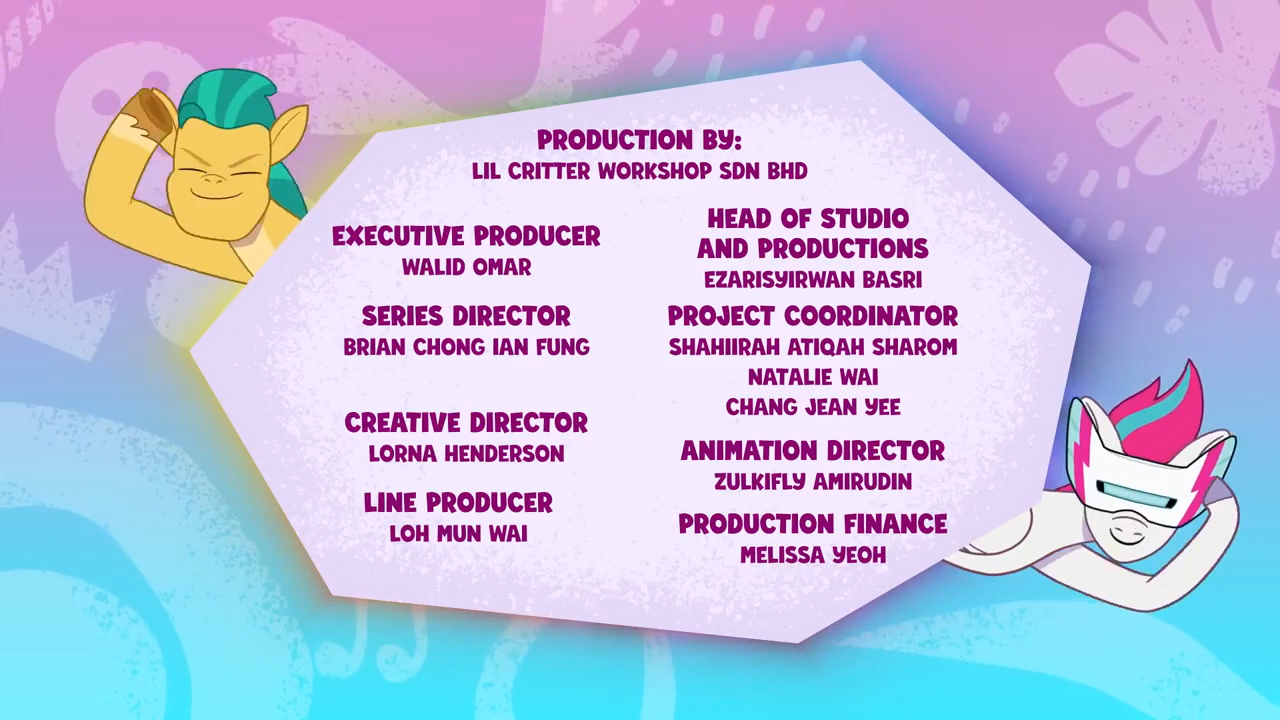 PRODUCTION BY:
LIL CRITTER WORKSHOP SDN BHD
EXECUTIVE PRODUCER
WALID OMAR
SERIES DIRECTOR
BRIAN CHONG IAN FUNG
CREATIVE DIRECTOR
LORNA HENDERSON
LINE PRODUCER
LOH MUN WAI
HEAD OF STUDIO
AND PRODUCTIONS
EZARISYIRWAN BASRI
PROJECT COORDINATOR
SHAHIIRAH ATIQAH SHAROM
NATALIE WAI
CHANG JEAN YEE
ANIMATION DIRECTOR
ZULKIFLY AMIRUDIN
PRODUCTION FINANCE
MELISSA YEOH